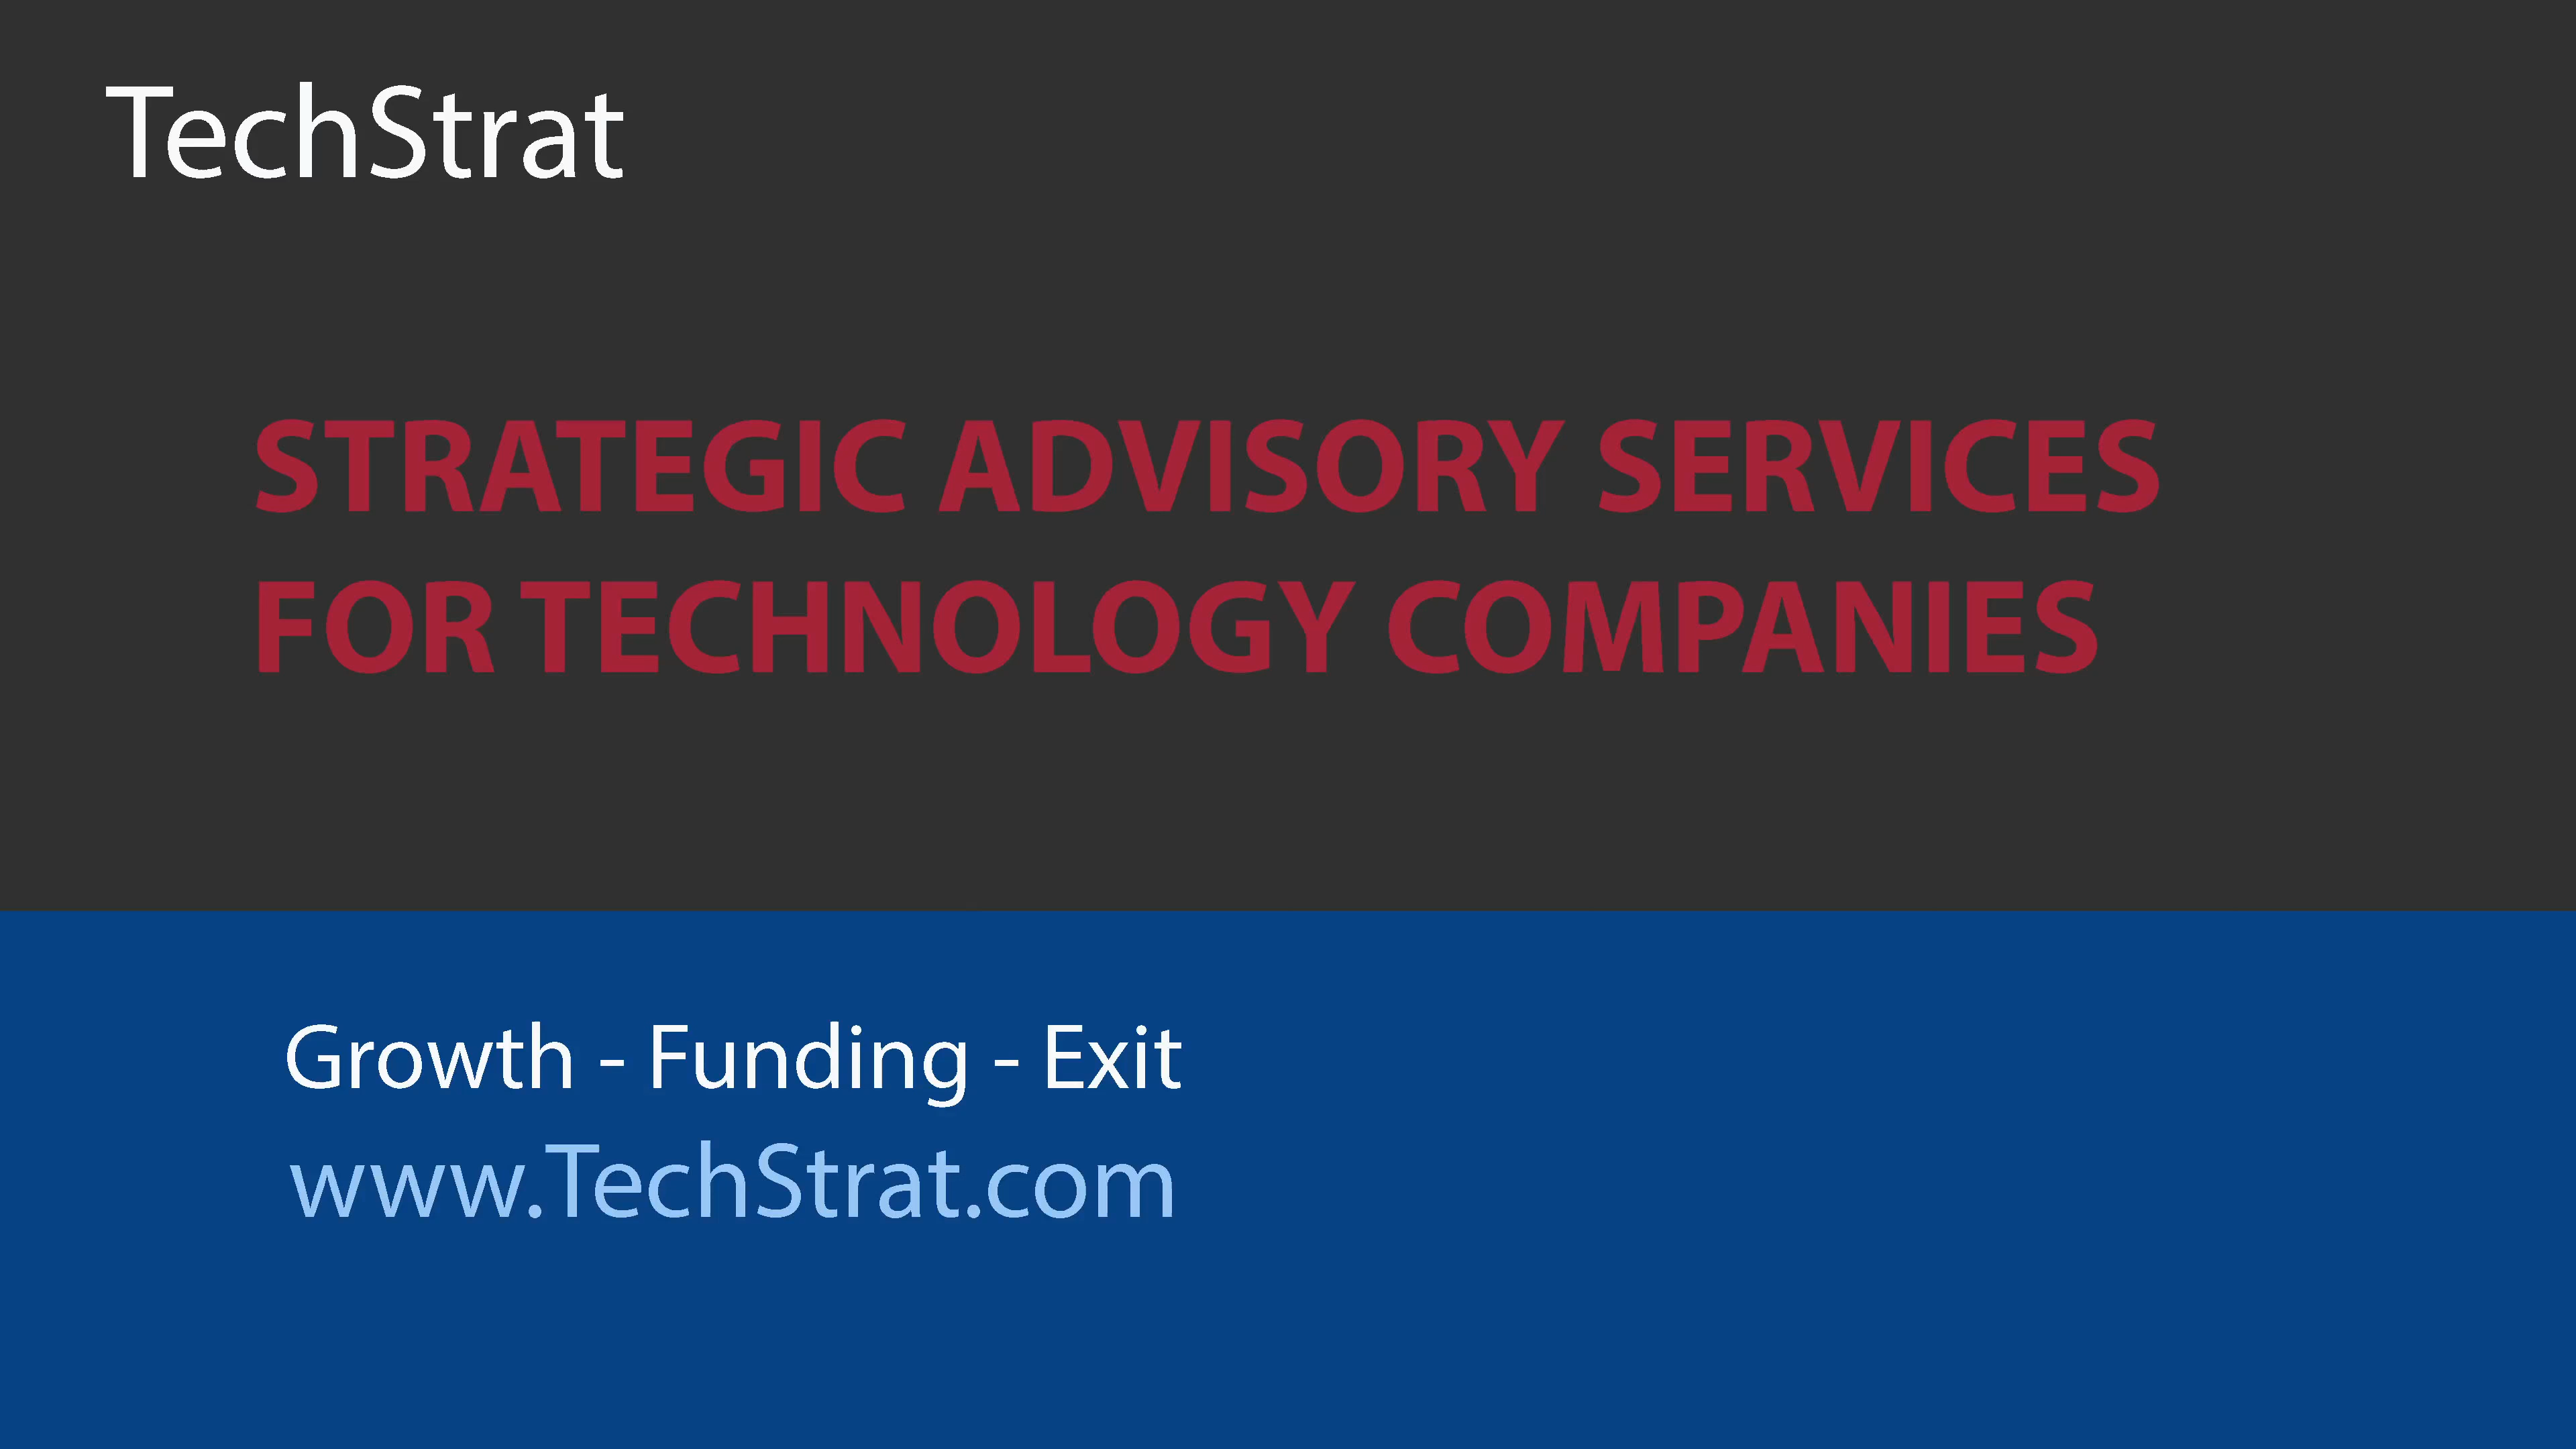 TechStrat
STRATEGIC ADVISORY SERVICES
FOR TECHNOLOGY COMPANIES
Growth - Funding - Exit
www.TechStrat.com